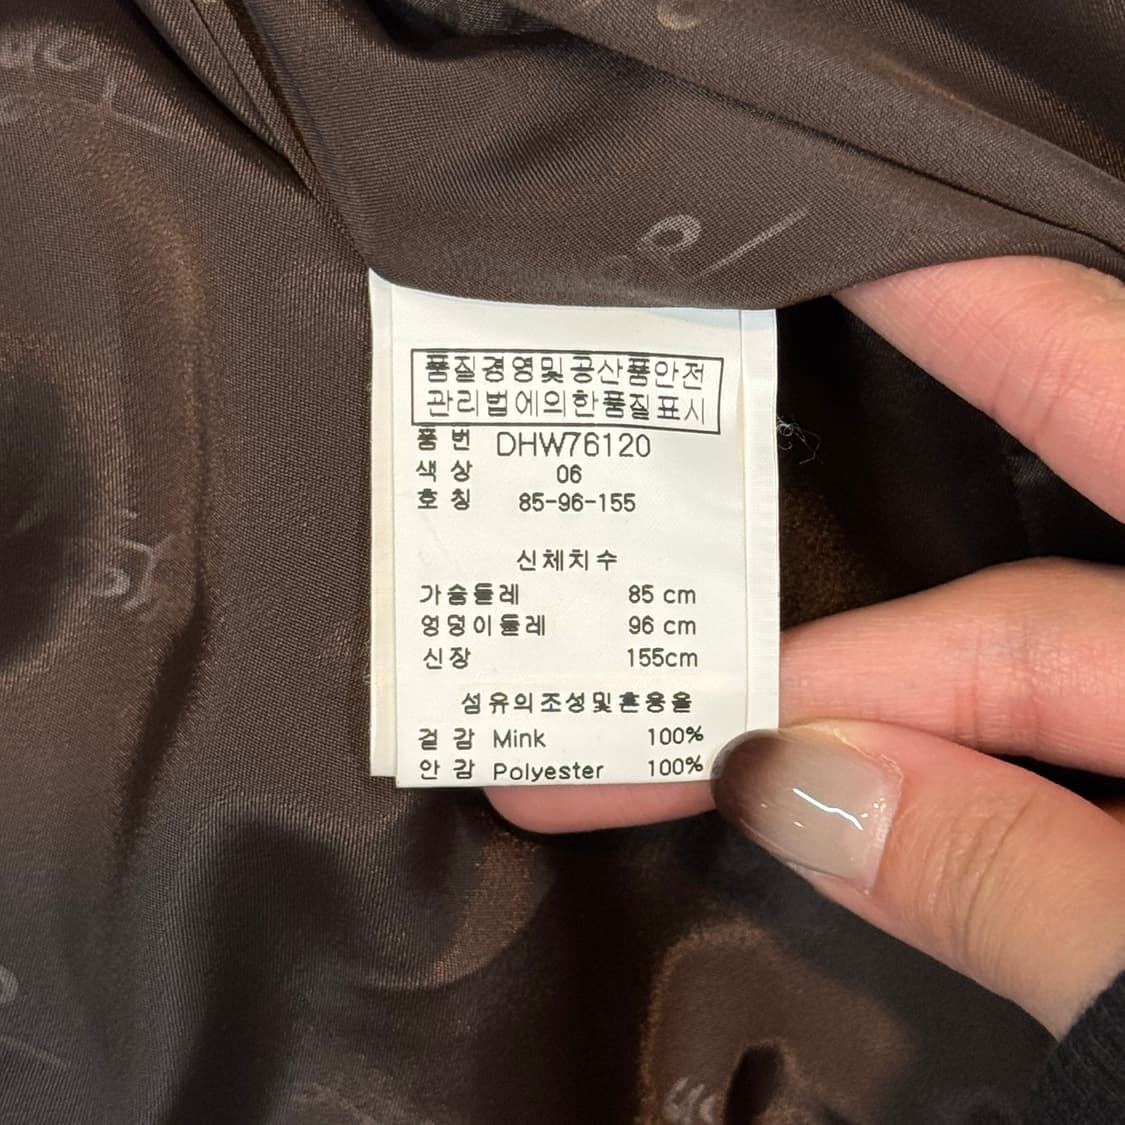 품질경영및공산품안전
관리법에의한품질표시
품 번 DHW76120
색 상 06
호 칭 85-96-155
신체치수
가슴둘레 85 cm
엉덩이둘레 96 cm
신장 155cm
섬유의조성및혼용율
겉 감 Mink 100%
안 감 Polyester 100%